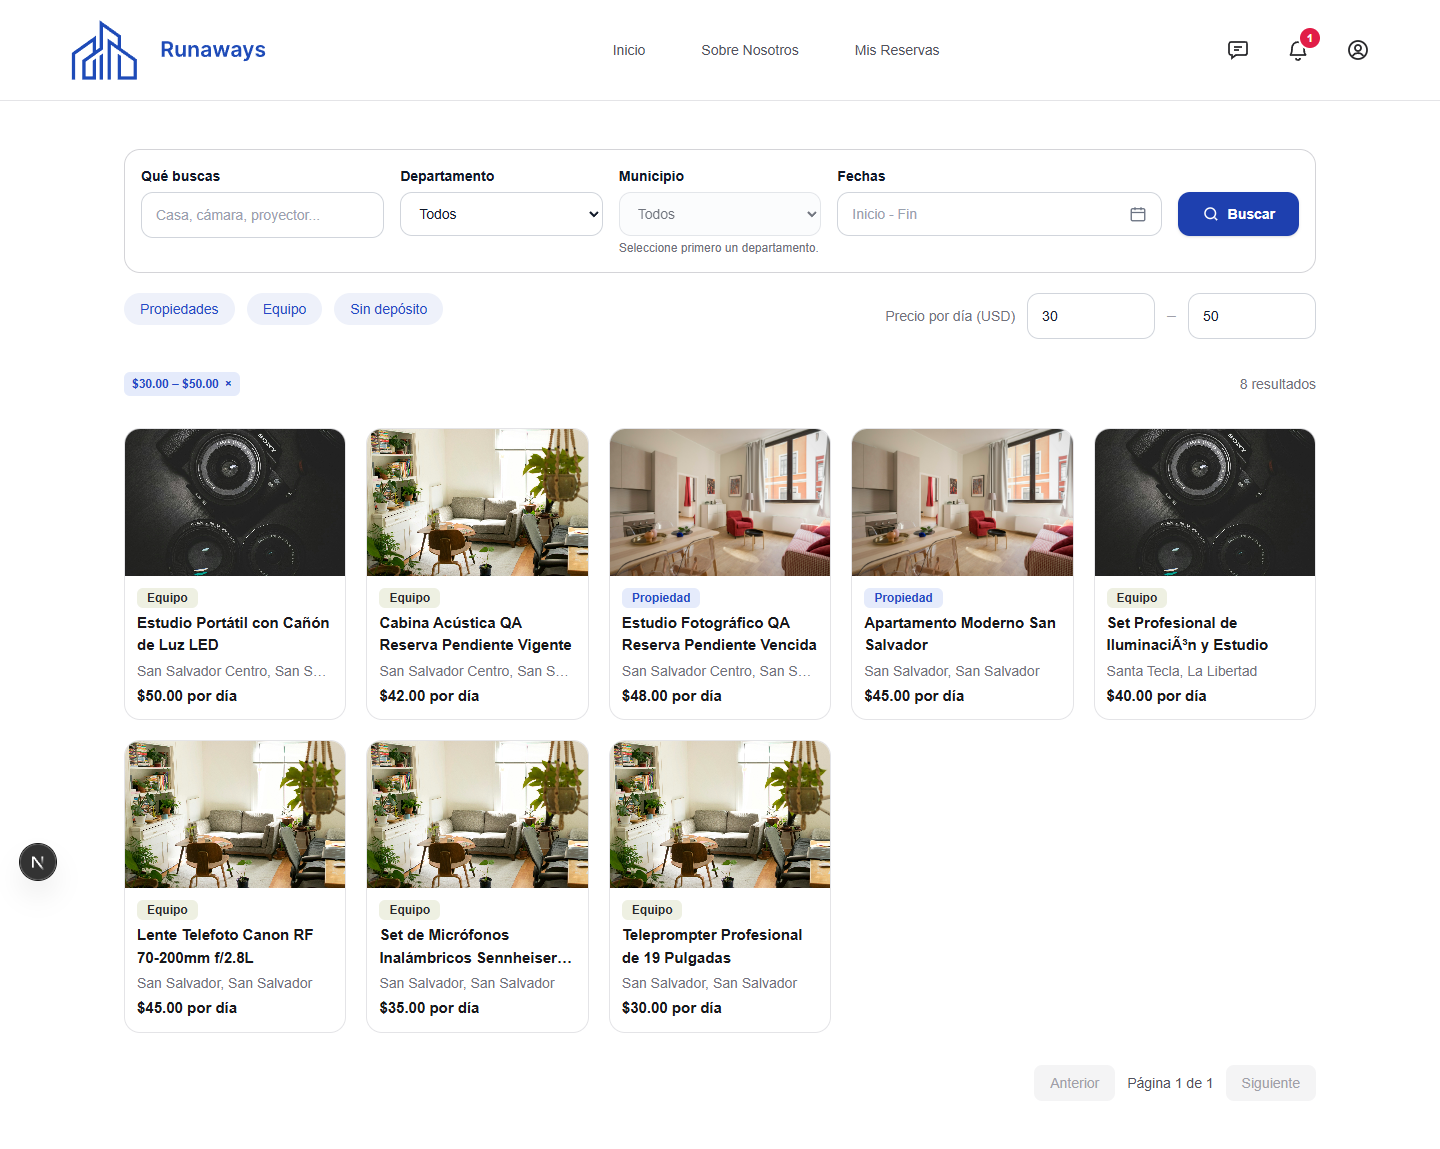 Runaways
Inicio
Sobre Nosotros
Mis Reservas
1
Qué buscas
Departamento
Municipio
Fechas
Casa, cámara, proyector...
Todos
Todos
Inicio - Fin
Buscar
Seleccione primero un departamento.
Propiedades
Equipo
Sin depósito
Precio por día (USD)
30
–
50
$30.00 – $50.00 ×
8 resultados
Equipo
Estudio Portátil con Cañón
de Luz LED
San Salvador Centro, San S...
$50.00 por día
Equipo
Cabina Acústica QA
Reserva Pendiente Vigente
San Salvador Centro, San S...
$42.00 por día
Propiedad
Estudio Fotográfico QA
Reserva Pendiente Vencida
San Salvador Centro, San S...
$48.00 por día
Propiedad
Apartamento Moderno San
Salvador
San Salvador, San Salvador
$45.00 por día
Equipo
Set Profesional de
IluminaciÃ³n y Estudio
Santa Tecla, La Libertad
$40.00 por día
Equipo
Lente Telefoto Canon RF
70-200mm f/2.8L
San Salvador, San Salvador
$45.00 por día
Equipo
Set de Micrófonos
Inalámbricos Sennheiser...
San Salvador, San Salvador
$35.00 por día
Equipo
Teleprompter Profesional
de 19 Pulgadas
San Salvador, San Salvador
$30.00 por día
N
Anterior
Página 1 de 1
Siguiente